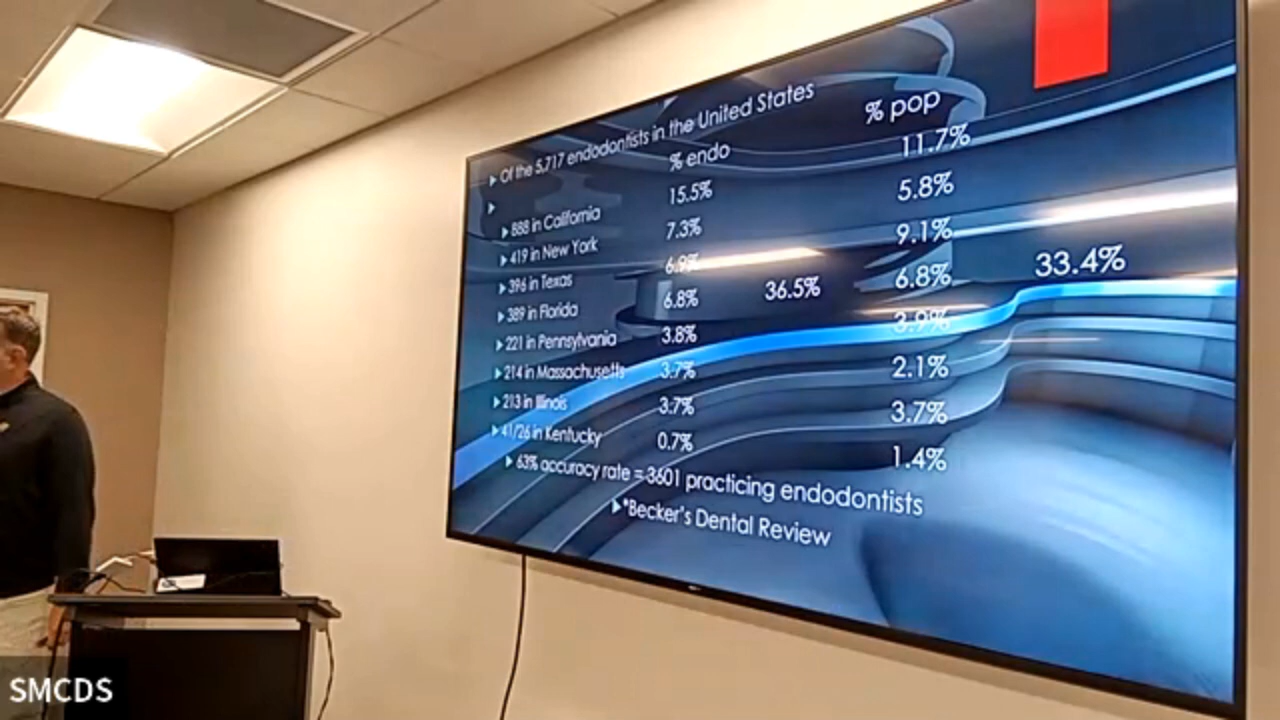 Of the 5,717 endodontists in the United States
% endo % pop
888 in California 15.5% 11.7%
419 in New York 7.3% 5.8%
396 in Texas 6.9% 9.1%
389 in Florida 6.8% 36.5% 6.8% 33.4%
221 in Pennsylvania 3.8% 3.9%
214 in Massachusetts 3.7% 2.1%
213 in Illinois 3.7% 3.7%
41/26 in Kentucky 0.7% 1.4%
63% accuracy rate = 3601 practicing endodontists
*Becker's Dental Review
SMCDS